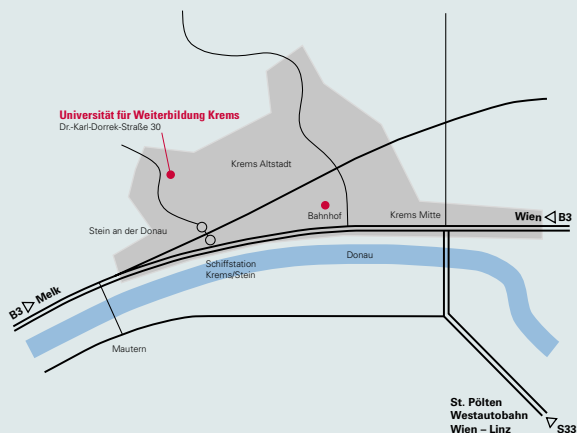 Universität für Weiterbildung Krems
Dr.-Karl-Dorrek-Straße 30
Krems Altstadt
Bahnhof
Krems Mitte
Wien B3
Stein an der Donau
Donau
Schiffstation
Krems/Stein
B3 Melk
Mautern
St. Pölten
Westautobahn
Wien – Linz
S33